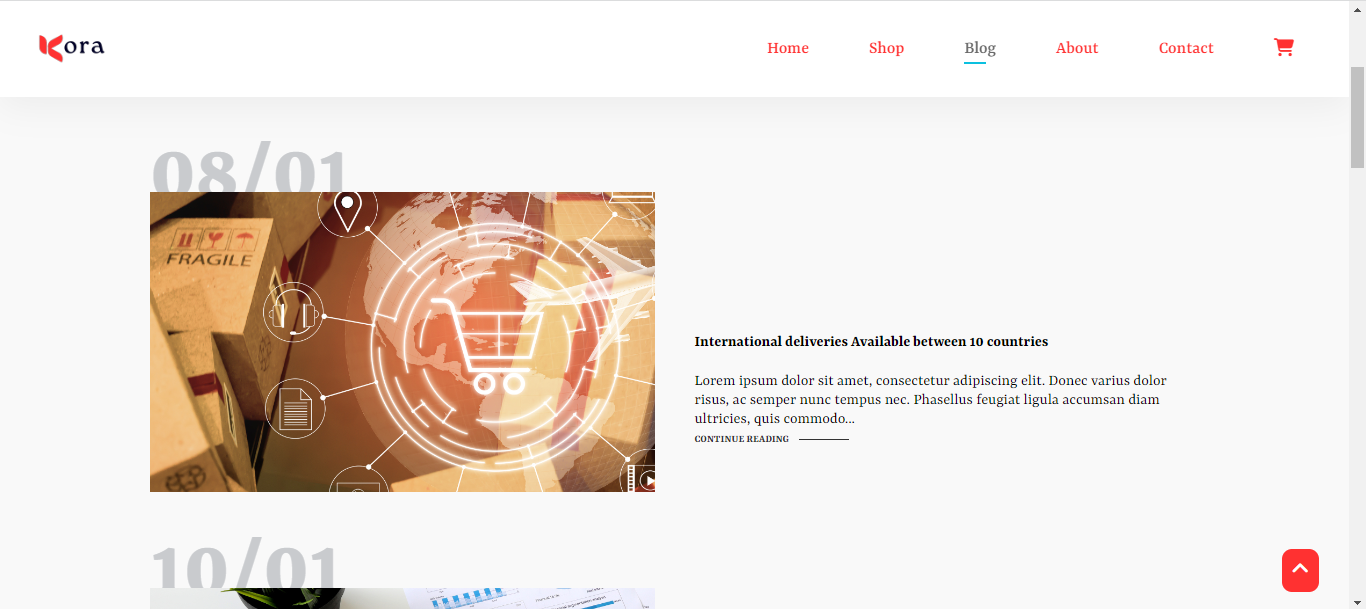 Kora
Home Shop Blog About Contact
08/01
FRAGILE
International deliveries Available between 10 countries
Lorem ipsum dolor sit amet, consectetur adipiscing elit. Donec varius dolor
risus, ac semper nunc tempus nec. Phasellus feugiat ligula accumsan diam
ultricies, quis commodo...
CONTINUE READING
10/01